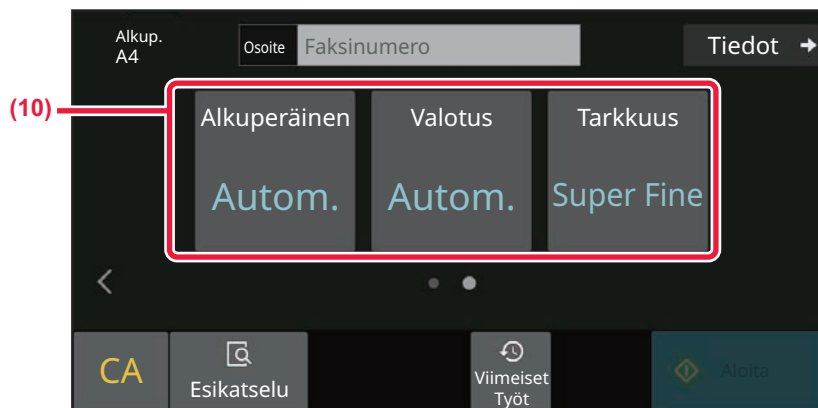 Alkup.
A4
Osoite Faksinumero
Tiedot
(10)
Alkuperäinen
Autom.
Valotus
Autom.
Tarkkuus
Super Fine
CA
Esikatselu
Viimeiset
Työt
Aloita